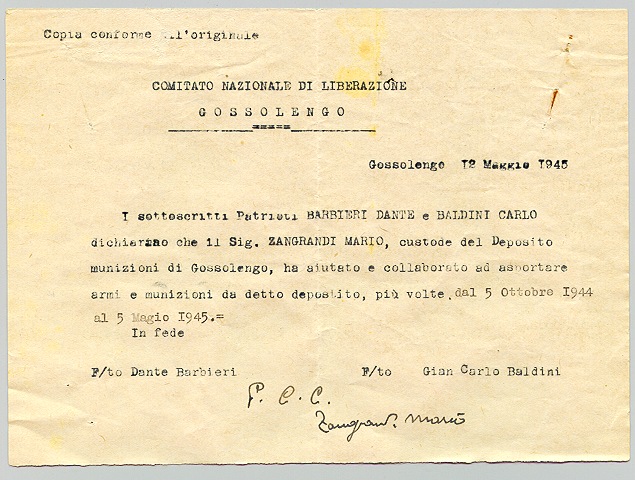 Copia conforme all'originale
COMITATO NAZIONALE DI LIBERAZIONE
GOSSOLENGO
=====
Gossolengo 12 Maggio 1945
I sottoscritti Patrioti BARBIERI DANTE e BALDINI CARLO
dichiarano che il Sig. ZANGRANDI MARIO, custode del Deposito
munizioni di Gossolengo, ha aiutato e collaborato ad asportare
armi e munizioni da detto deposito, più volte, dal 5 Ottobre 1944
al 5 Magio 1945.=
In fede
F/to Dante Barbieri F/to Gian Carlo Baldini
P. C. C.
Zangrandi Mario